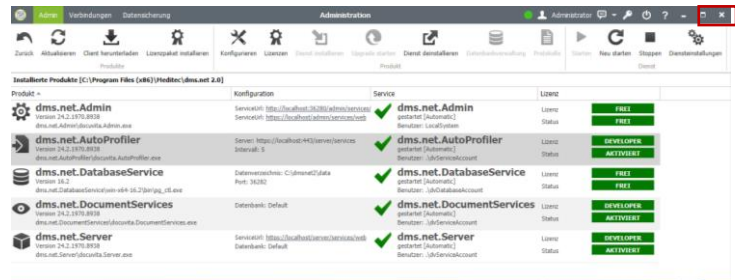 Admin Verbindungen Datensicherung Administration Administrator ?
Zurück Aktualisieren Client herunterladen Lizenzpaket installieren Konfigurieren Lizenzen Dienst installieren Upgrade starten Dienst deinstallieren Datenbankverwaltung Protokolle Starten Neu starten Stoppen Diensteinstellungen
Produkte Produkt Dienst
Installierte Produkte [C:\Program Files (x86)\Meditec\dms.net 2.0]
Produkt Konfiguration Service Lizenz
dms.net.Admin ServiceUrl: http://localhost:36280/admin/services/ dms.net.Admin Lizenz FREI
Version 24.2.1970.8938 ServiceUrl: https://localhost/admin/services/web gestartet [Automatic] Status FREI
dms.net.Admin\docuvita.Admin.exe Benutzer: LocalSystem
dms.net.AutoProfiler Server: https://localhost:443/server/services dms.net.AutoProfiler Lizenz DEVELOPER
Version 24.2.1970.8938 Intervall: 5 gestartet [Automatic] Status AKTIVIERT
dms.net.AutoProfiler\docuvita.AutoProfiler.exe Benutzer: .\dvServiceAccount
dms.net.DatabaseService Datenverzeichnis: C:\dmsnet2\data dms.net.DatabaseService Lizenz FREI
Version 16.2 Port: 36282 gestartet [Automatic] Status FREI
dms.net.DatabaseService\win-x64-16.2\bin\pg_ctl.exe Benutzer: .\dvDatabaseAccount
dms.net.DocumentServices Datenbank: Default dms.net.DocumentServices Lizenz DEVELOPER
Version 24.2.1970.8938 gestartet [Automatic] Status AKTIVIERT
dms.net.DocumentServices\docuvita.DocumentServices.exe Benutzer: .\dvServiceAccount
dms.net.Server ServiceUrl: https://localhost/server/services/web dms.net.Server Lizenz DEVELOPER
Version 24.2.1970.8938 Datenbank: Default gestartet [Automatic] Status AKTIVIERT
dms.net.Server\docuvita.Server.exe Benutzer: .\dvServiceAccount